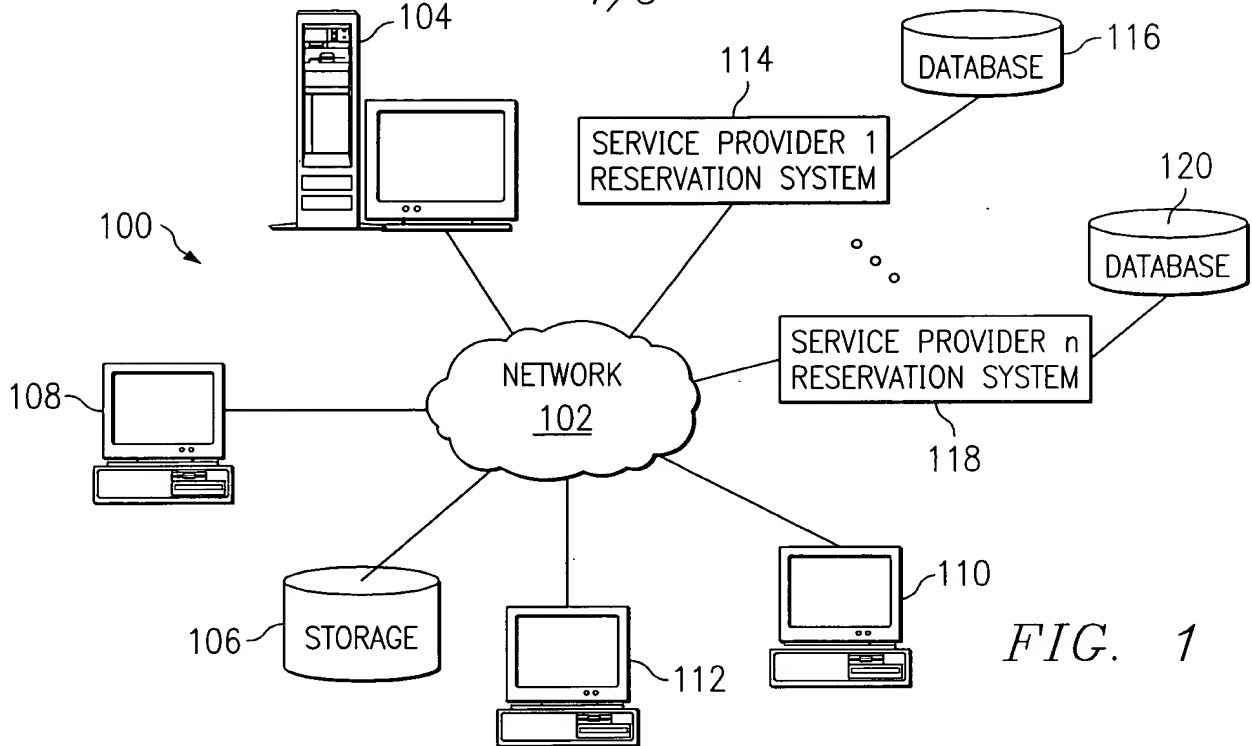 104
114
DATABASE
116
SERVICE PROVIDER 1
RESERVATION SYSTEM
120
DATABASE
100
SERVICE PROVIDER n
RESERVATION SYSTEM
118
NETWORK
102
108
110
106
STORAGE
112
FIG. 1